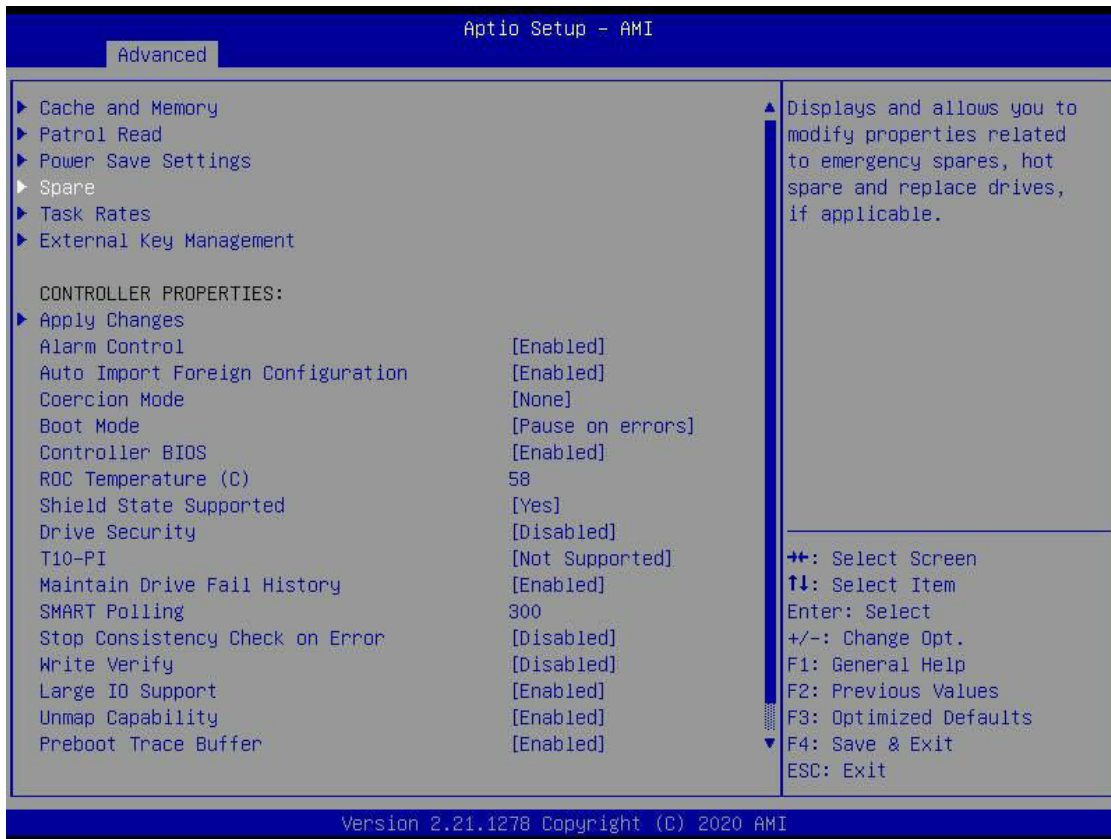 Aptio Setup - AMI
Advanced
Cache and Memory
Patrol Read
Power Save Settings
Spare
Task Rates
External Key Management
CONTROLLER PROPERTIES:
Apply Changes
Alarm Control [Enabled]
Auto Import Foreign Configuration [Enabled]
Coercion Mode [None]
Boot Mode [Pause on errors]
Controller BIOS [Enabled]
ROC Temperature (C) 58
Shield State Supported [Yes]
Drive Security [Disabled]
T10-PI [Not Supported]
Maintain Drive Fail History [Enabled]
SMART Polling 300
Stop Consistency Check on Error [Disabled]
Write Verify [Disabled]
Large IO Support [Enabled]
Unmap Capability [Enabled]
Preboot Trace Buffer [Enabled]
Displays and allows you to
modify properties related
to emergency spares, hot
spare and replace drives,
if applicable.
→←: Select Screen
↑↓: Select Item
Enter: Select
+/-: Change Opt.
F1: General Help
F2: Previous Values
F3: Optimized Defaults
F4: Save & Exit
ESC: Exit
Version 2.21.1278 Copyright (C) 2020 AMI